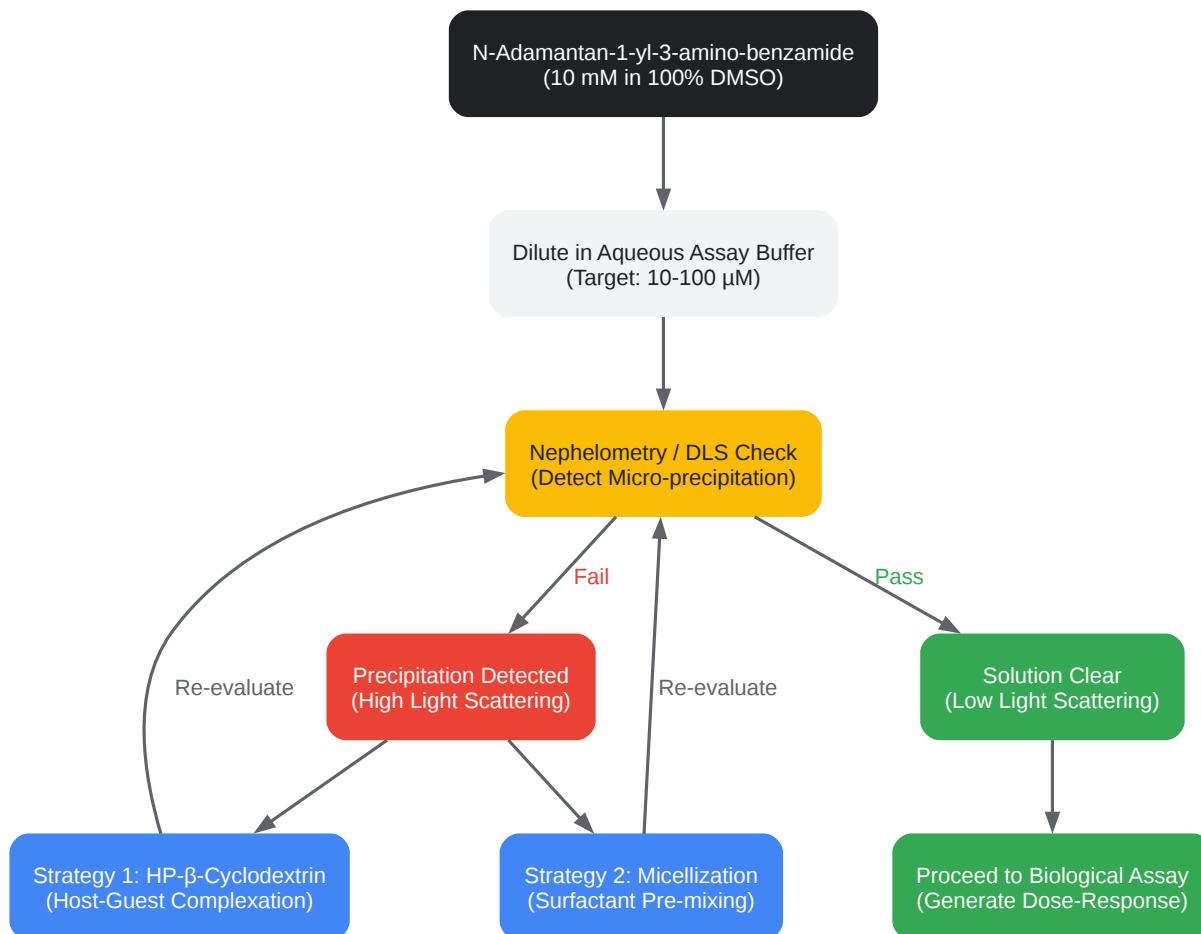 N-Adamantan-1-yl-3-amino-benzamide
(10 mM in 100% DMSO)
Dilute in Aqueous Assay Buffer
(Target: 10-100 µM)
Nephelometry / DLS Check
(Detect Micro-precipitation)
Fail
Pass
Precipitation Detected
(High Light Scattering)
Solution Clear
(Low Light Scattering)
Re-evaluate
Re-evaluate
Strategy 1: HP-β-Cyclodextrin
(Host-Guest Complexation)
Strategy 2: Micellization
(Surfactant Pre-mixing)
Proceed to Biological Assay
(Generate Dose-Response)